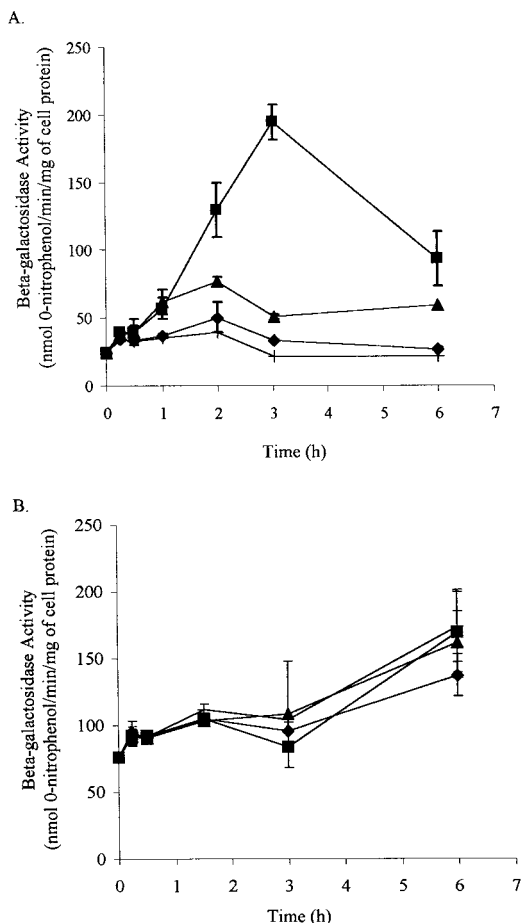 A.
Beta-galactosidase Activity
(nmol 0-nitrophenol/min/mg of cell protein)
250
200
150
100
50
0
0 1 2 3 4 5 6 7
Time (h)
B.
Beta-galactosidase Activity
(nmol 0-nitrophenol/min/mg of cell protein)
250
200
150
100
50
0
0 1 2 3 4 5 6 7
Time (h)